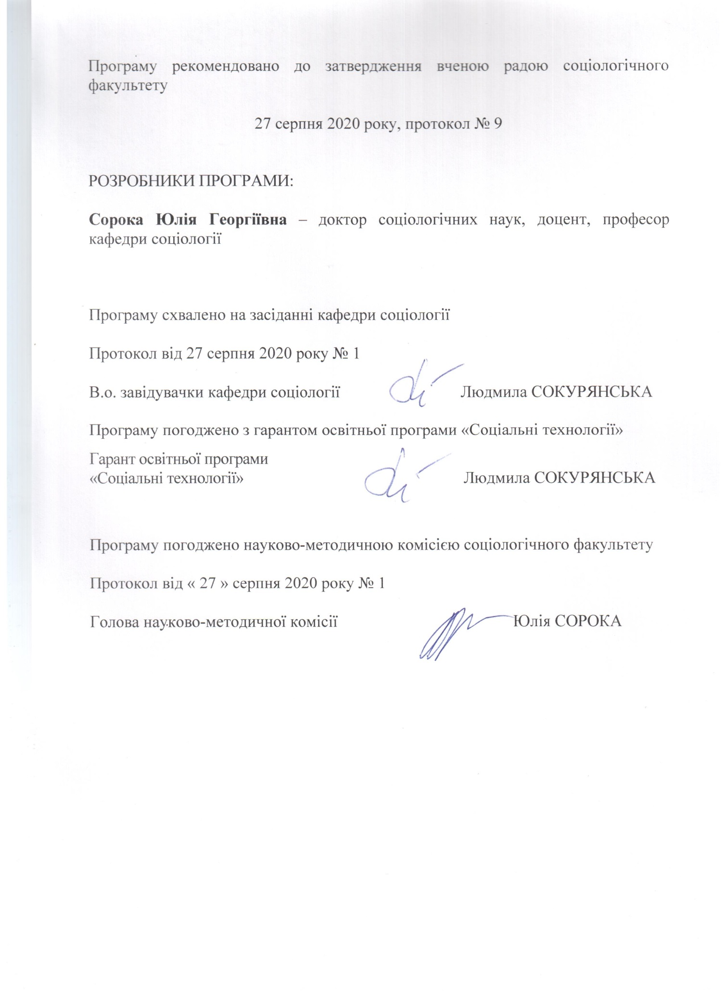 Програму рекомендовано до затвердження вченою радою соціологічного
факультету
27 серпня 2020 року, протокол № 9
РОЗРОБНИКИ ПРОГРАМИ:
Сорока Юлія Георгіївна – доктор соціологічних наук, доцент, професор
кафедри соціології
Програму схвалено на засіданні кафедри соціології
Протокол від 27 серпня 2020 року № 1
В.о. завідувачки кафедри соціології Людмила СОКУРЯНСЬКА
Програму погоджено з гарантом освітньої програми «Соціальні технології»
Гарант освітньої програми
«Соціальні технології» Людмила СОКУРЯНСЬКА
Програму погоджено науково-методичною комісією соціологічного факультету
Протокол від « 27 » серпня 2020 року № 1
Голова науково-методичної комісії Юлія СОРОКА